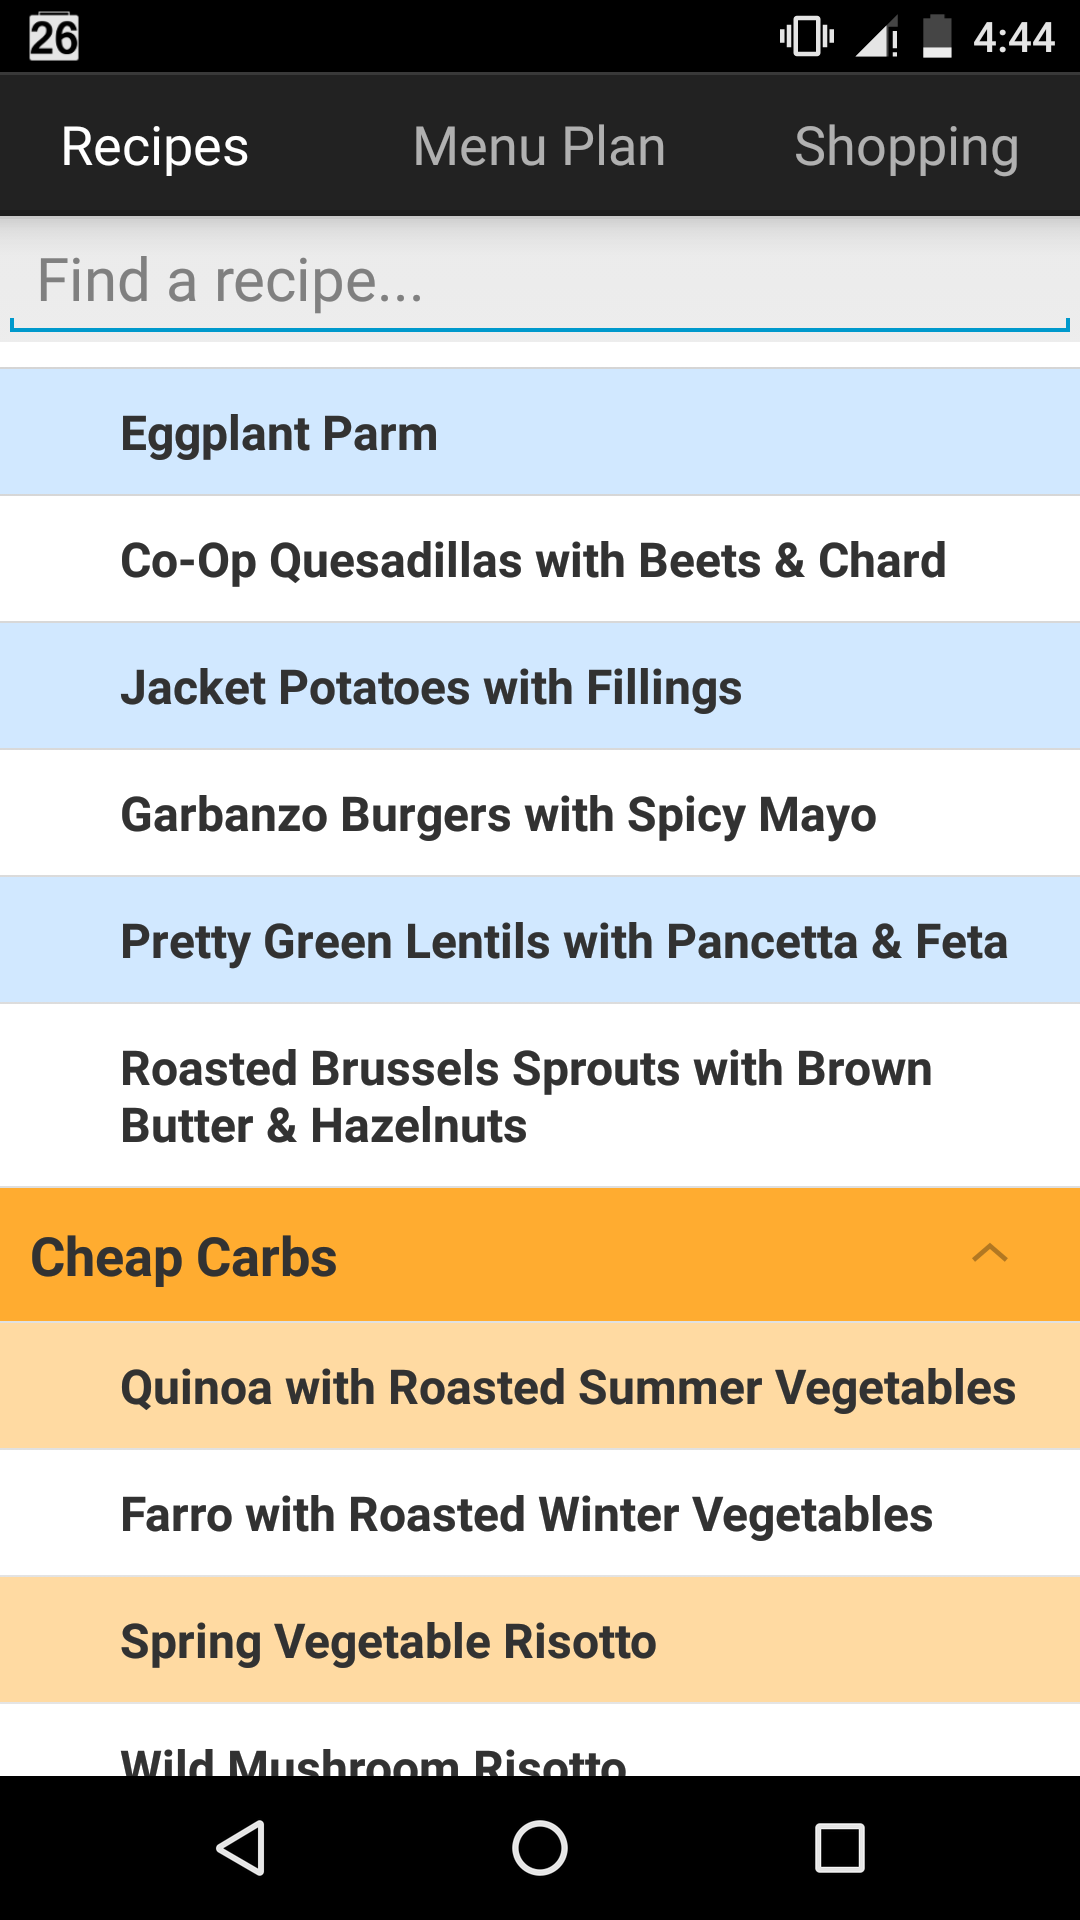 26
4:44
Recipes Menu Plan Shopping
Find a recipe...
Eggplant Parm
Co-Op Quesadillas with Beets & Chard
Jacket Potatoes with Fillings
Garbanzo Burgers with Spicy Mayo
Pretty Green Lentils with Pancetta & Feta
Roasted Brussels Sprouts with Brown
Butter & Hazelnuts
Cheap Carbs
Quinoa with Roasted Summer Vegetables
Farro with Roasted Winter Vegetables
Spring Vegetable Risotto
Wild Mushroom Risotto